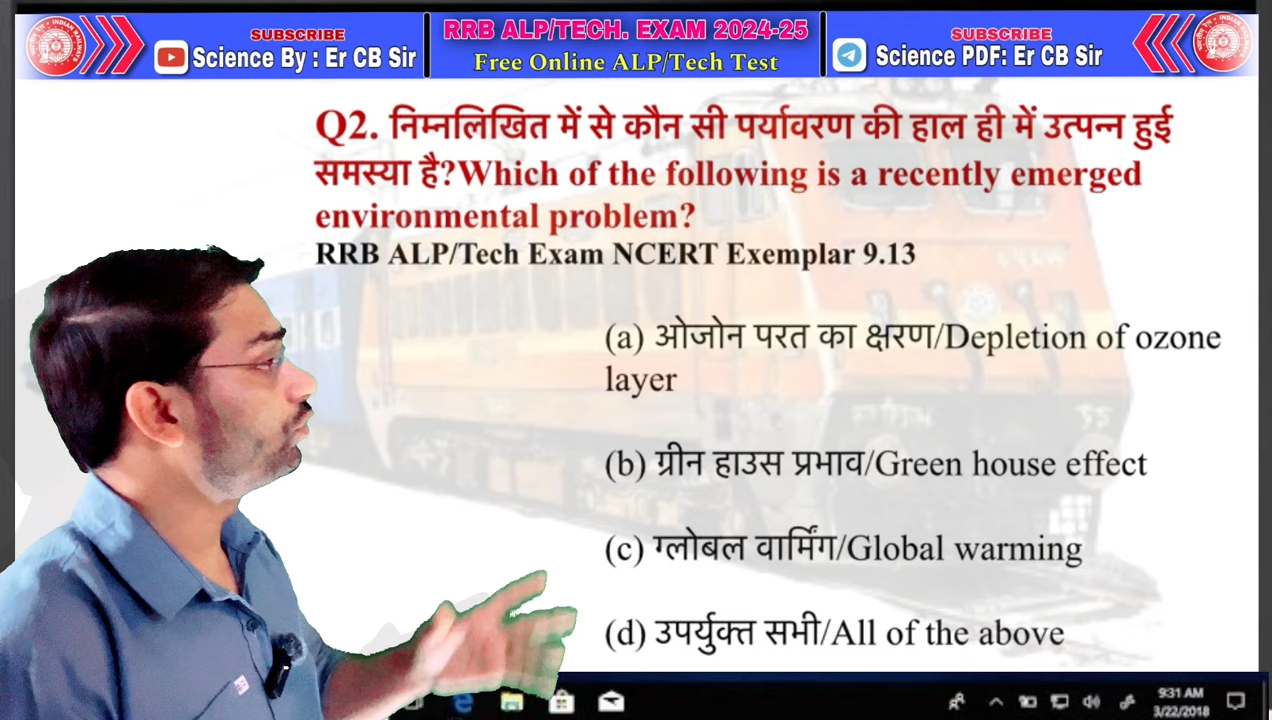 SUBSCRIBE
Science By : Er CB Sir
RRB ALP/TECH. EXAM 2024-25
Free Online ALP/Tech Test
SUBSCRIBE
Science PDF: Er CB Sir
Q2. निम्नलिखित में से कौन सी पर्यावरण की हाल ही में उत्पन्न हुई
समस्या है?Which of the following is a recently emerged
environmental problem?
RRB ALP/Tech Exam NCERT Exemplar 9.13
(a) ओजोन परत का क्षरण/Depletion of ozone
layer
(b) ग्रीन हाउस प्रभाव/Green house effect
(c) ग्लोबल वार्मिंग/Global warming
(d) उपर्युक्त सभी/All of the above
9:31 AM
3/22/2018